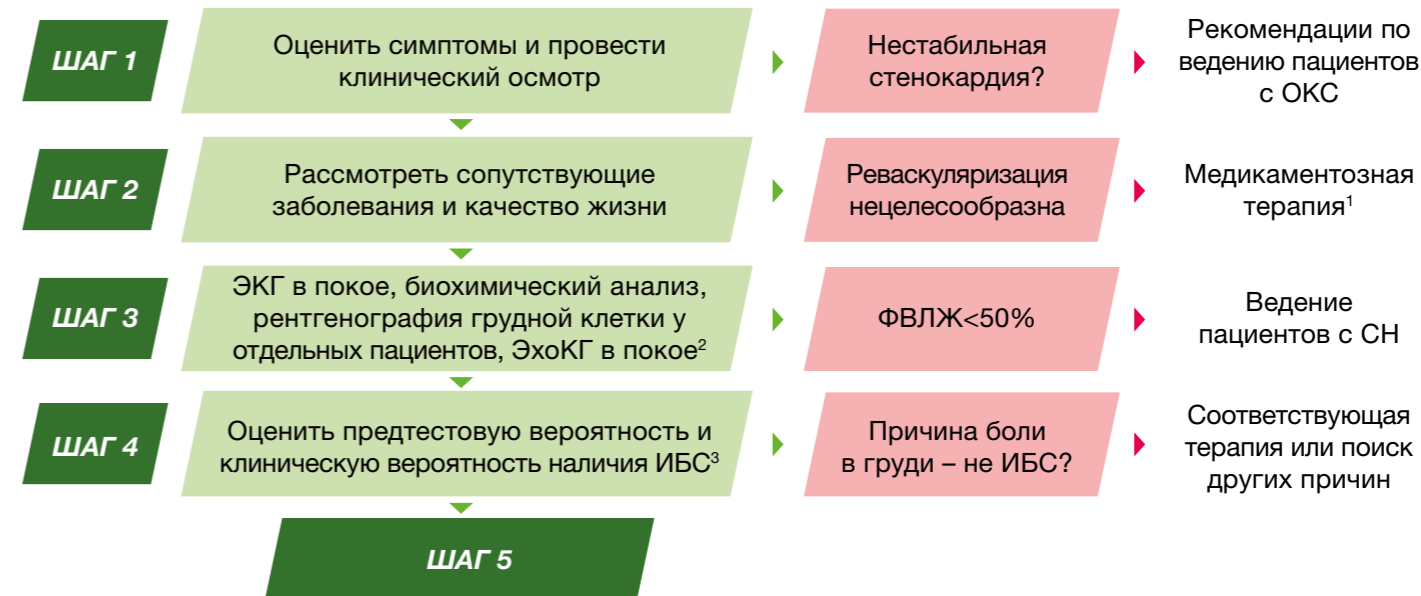 ШАГ 1
Оценить симптомы и провести
клинический осмотр
Нестабильная
стенокардия?
Рекомендации по
ведению пациентов
с ОКС
ШАГ 2
Рассмотреть сопутствующие
заболевания и качество жизни
Реваскуляризация
нецелесообразна
Медикаментозная
терапия¹
ШАГ 3
ЭКГ в покое, биохимический анализ,
рентгенография грудной клетки у
отдельных пациентов, ЭхоКГ в покое²
ФВЛЖ<50%
Ведение
пациентов с СН
ШАГ 4
Оценить предтестовую вероятность и
клиническую вероятность наличия ИБС³
Причина боли
в груди – не ИБС?
Соответствующая
терапия или поиск
других причин
ШАГ 5